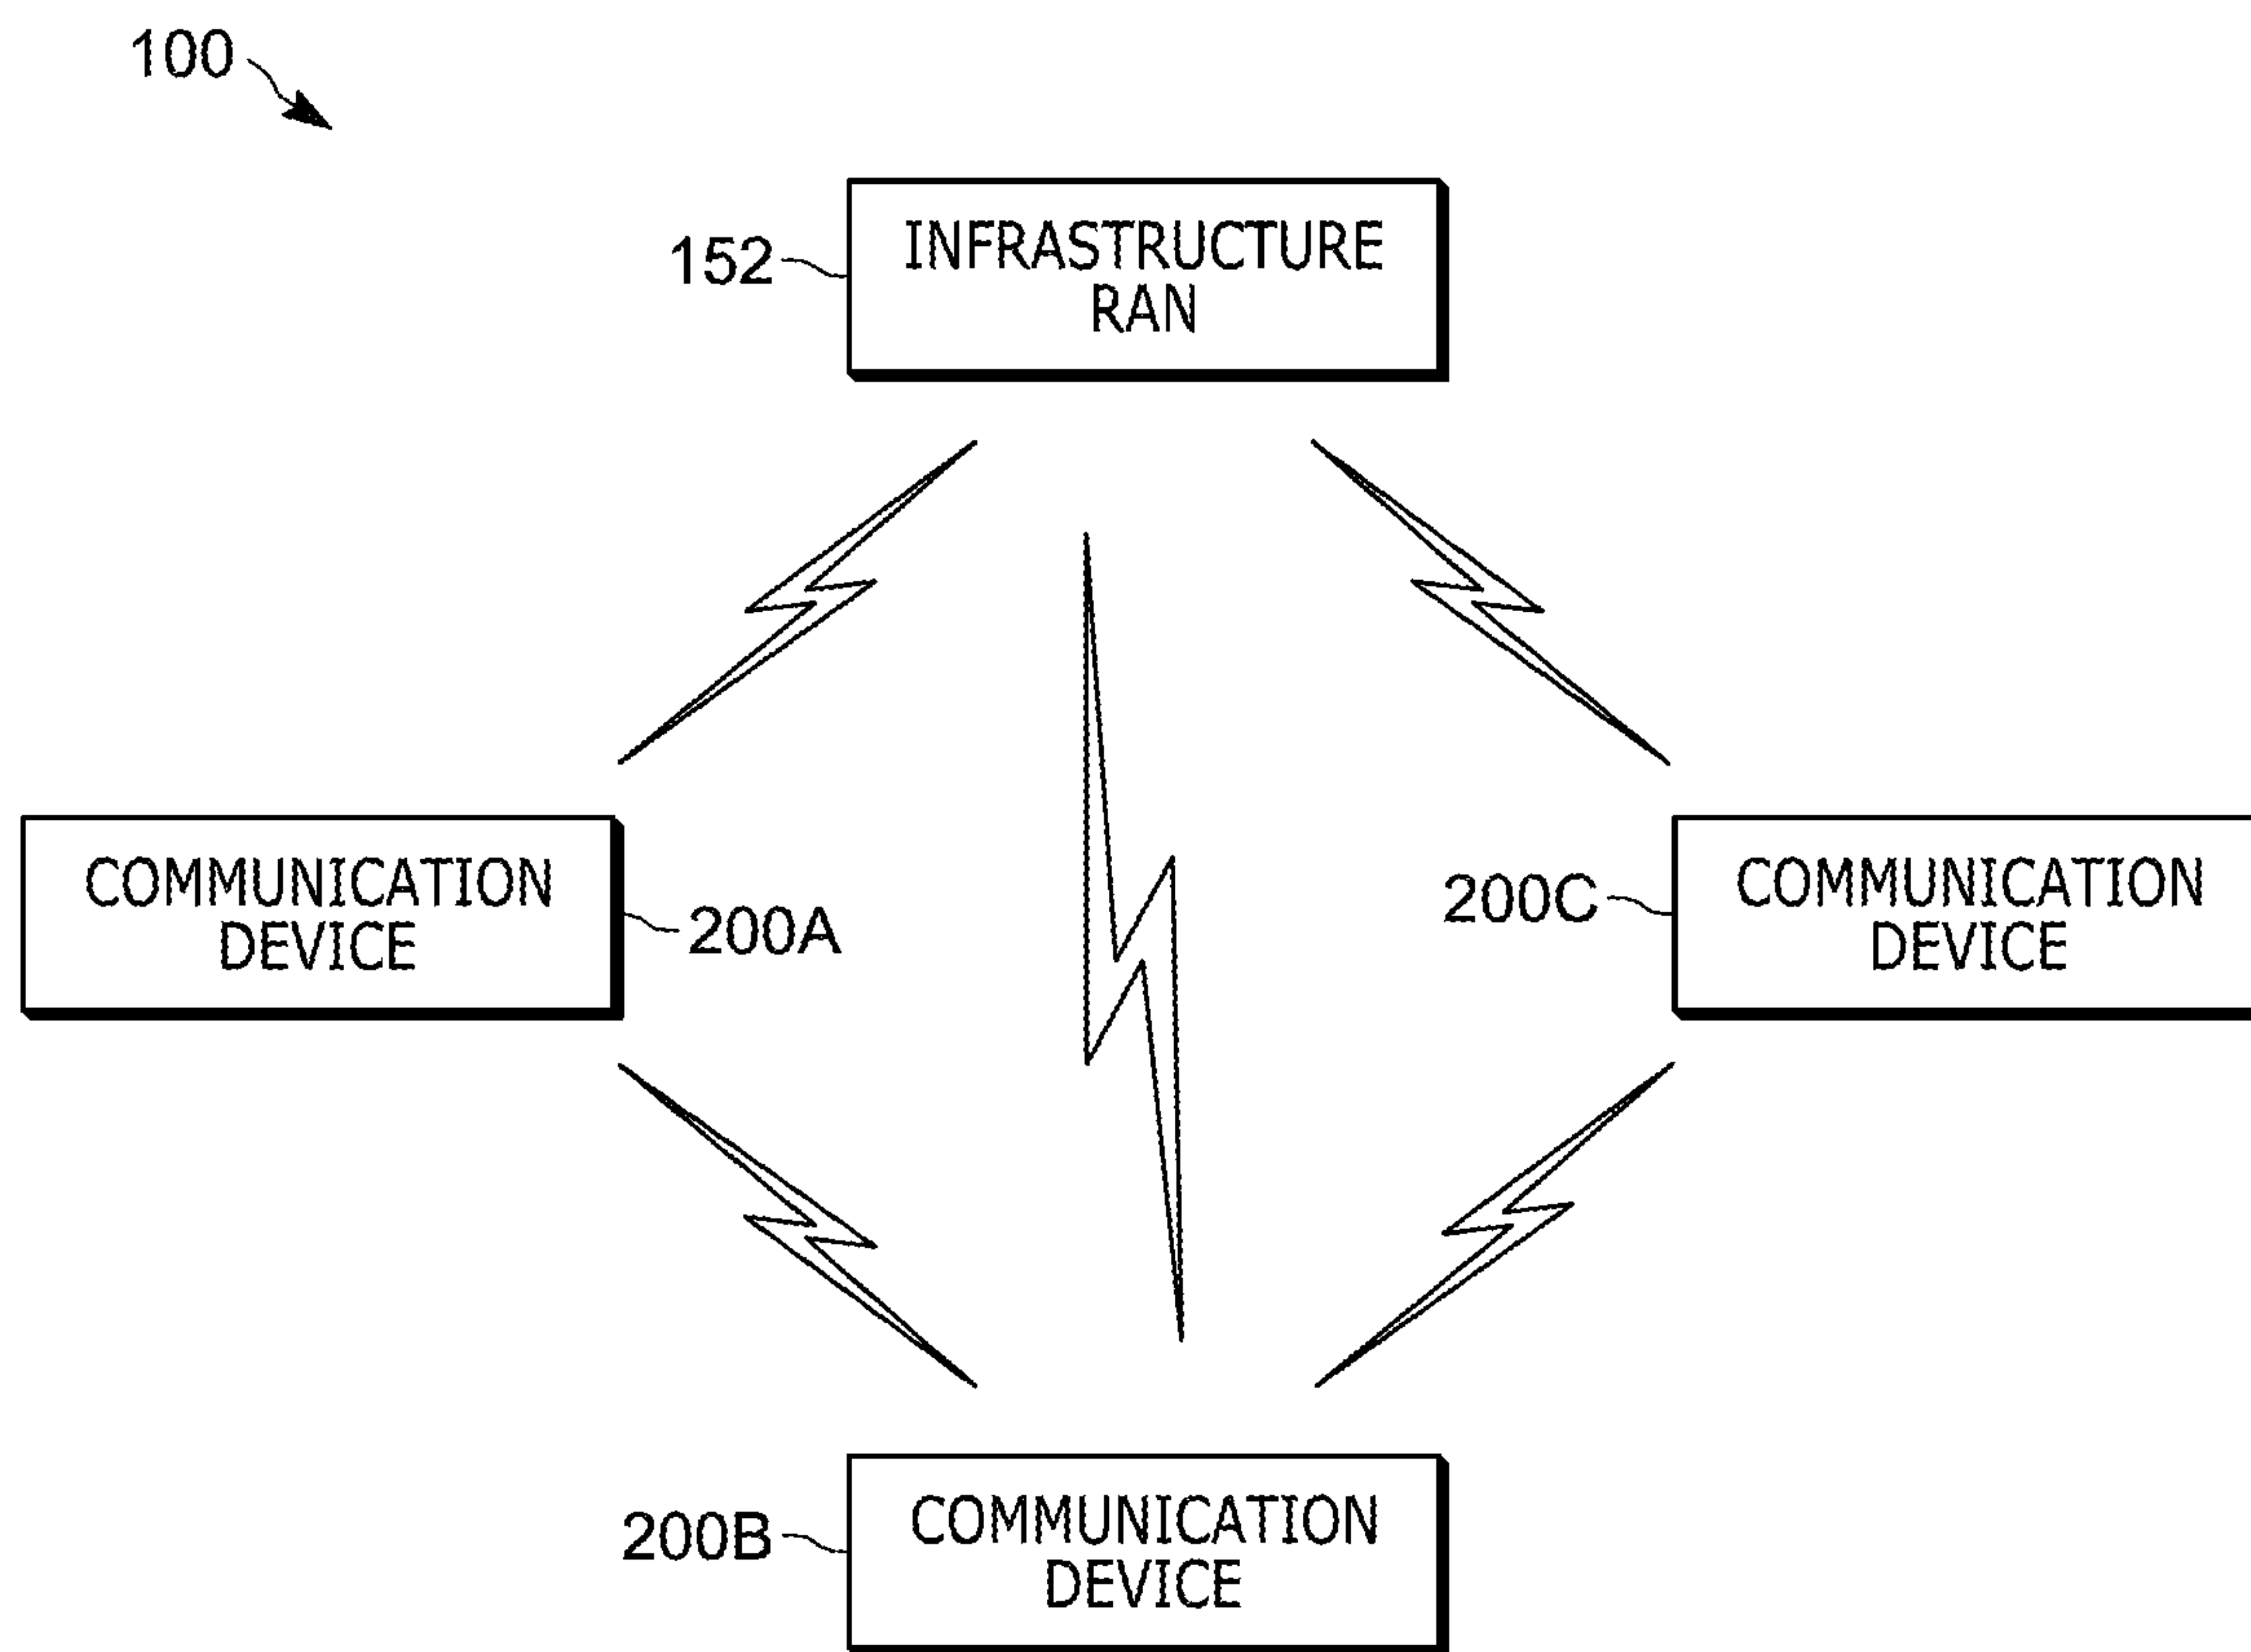 100
152
INFRASTRUCTURE
RAN
COMMUNICATION
DEVICE
200A
200C
COMMUNICATION
DEVICE
200B
COMMUNICATION
DEVICE